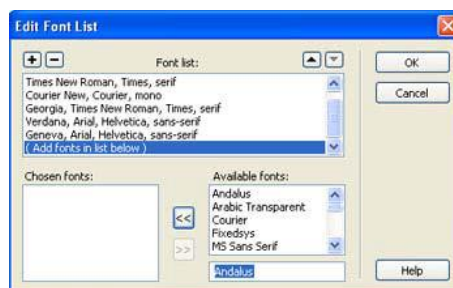 Edit Font List
Font list:
OK
Times New Roman, Times, serif
Courier New, Courier, mono
Georgia, Times New Roman, Times, serif
Verdana, Arial, Helvetica, sans-serif
Geneva, Arial, Helvetica, sans-serif
( Add fonts in list below )
Cancel
Chosen fonts:
Available fonts:
<<
>>
Andalus
Arabic Transparent
Courier
Fixedsys
MS Sans Serif
Andalus
Help